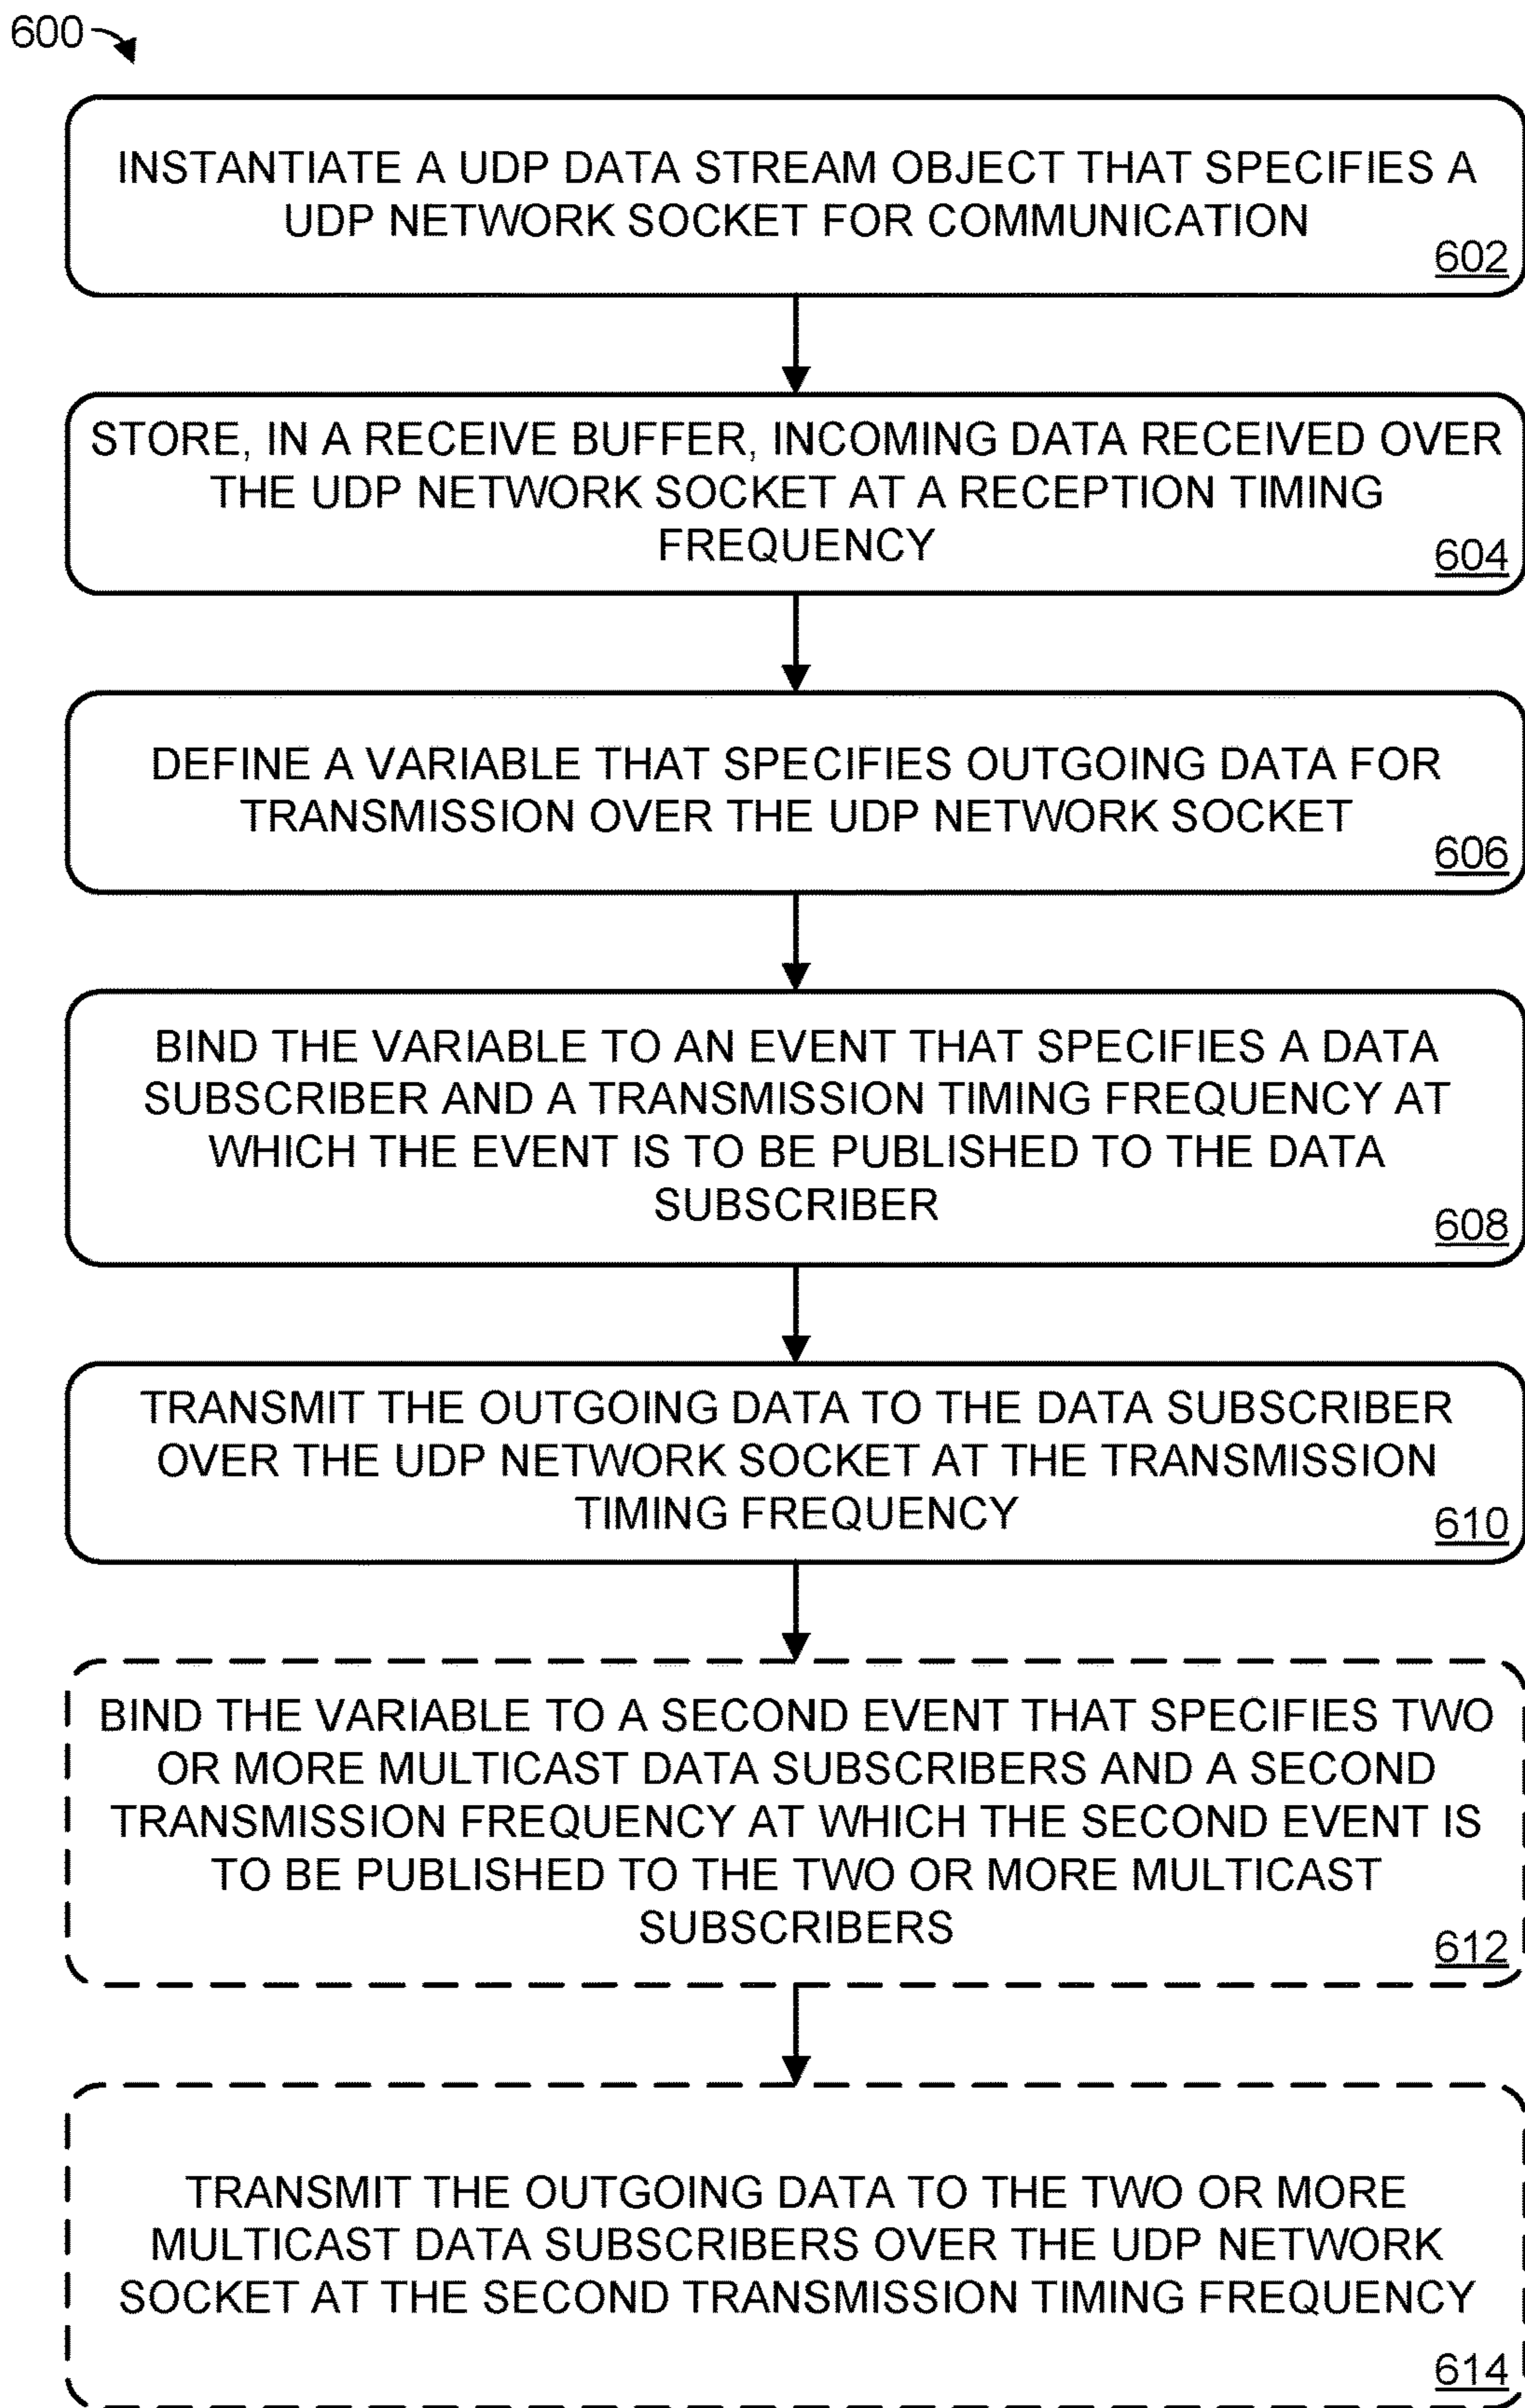 600
INSTANTIATE A UDP DATA STREAM OBJECT THAT SPECIFIES A
UDP NETWORK SOCKET FOR COMMUNICATION
602
STORE, IN A RECEIVE BUFFER, INCOMING DATA RECEIVED OVER
THE UDP NETWORK SOCKET AT A RECEPTION TIMING
FREQUENCY
604
DEFINE A VARIABLE THAT SPECIFIES OUTGOING DATA FOR
TRANSMISSION OVER THE UDP NETWORK SOCKET
606
BIND THE VARIABLE TO AN EVENT THAT SPECIFIES A DATA
SUBSCRIBER AND A TRANSMISSION TIMING FREQUENCY AT
WHICH THE EVENT IS TO BE PUBLISHED TO THE DATA
SUBSCRIBER
608
TRANSMIT THE OUTGOING DATA TO THE DATA SUBSCRIBER
OVER THE UDP NETWORK SOCKET AT THE TRANSMISSION
TIMING FREQUENCY
610
BIND THE VARIABLE TO A SECOND EVENT THAT SPECIFIES TWO
OR MORE MULTICAST DATA SUBSCRIBERS AND A SECOND
TRANSMISSION FREQUENCY AT WHICH THE SECOND EVENT IS
TO BE PUBLISHED TO THE TWO OR MORE MULTICAST
SUBSCRIBERS
612
TRANSMIT THE OUTGOING DATA TO THE TWO OR MORE
MULTICAST DATA SUBSCRIBERS OVER THE UDP NETWORK
SOCKET AT THE SECOND TRANSMISSION TIMING FREQUENCY
614